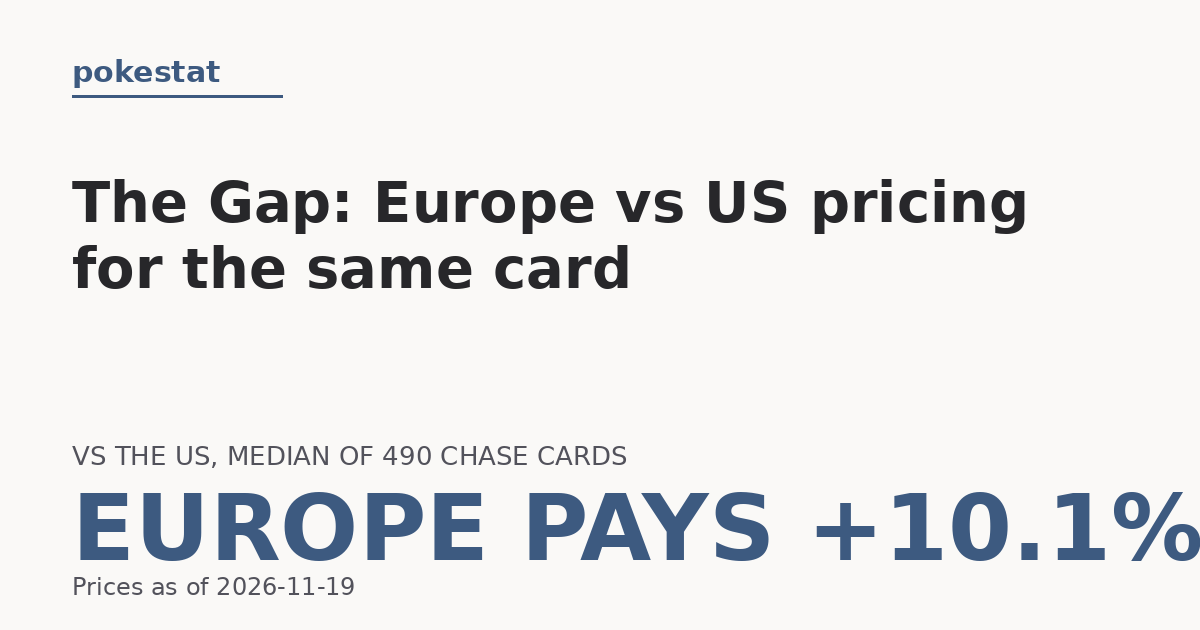 pokestat
The Gap: Europe vs US pricing
for the same card
VS THE US, MEDIAN OF 490 CHASE CARDS
EUROPE PAYS +10.1%
Prices as of 2026-11-19